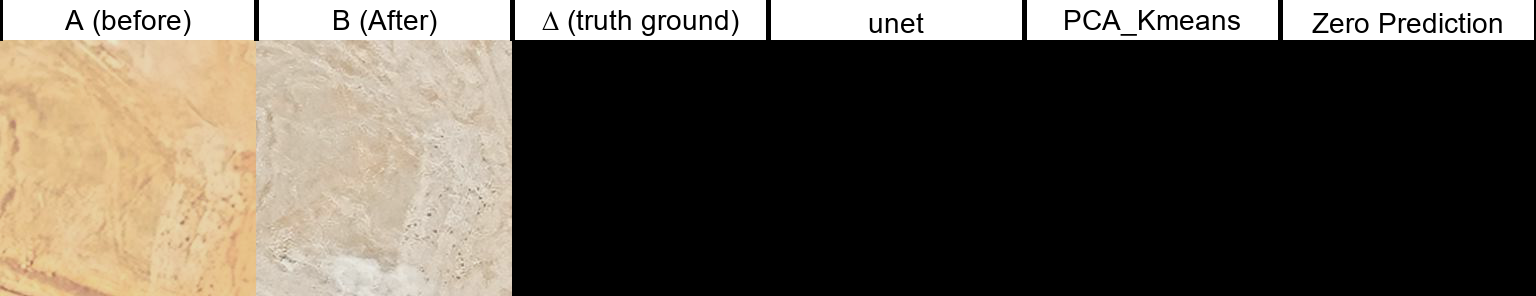 A (before)
B (After)
Δ (truth ground)
unet
PCA_Kmeans
Zero Prediction